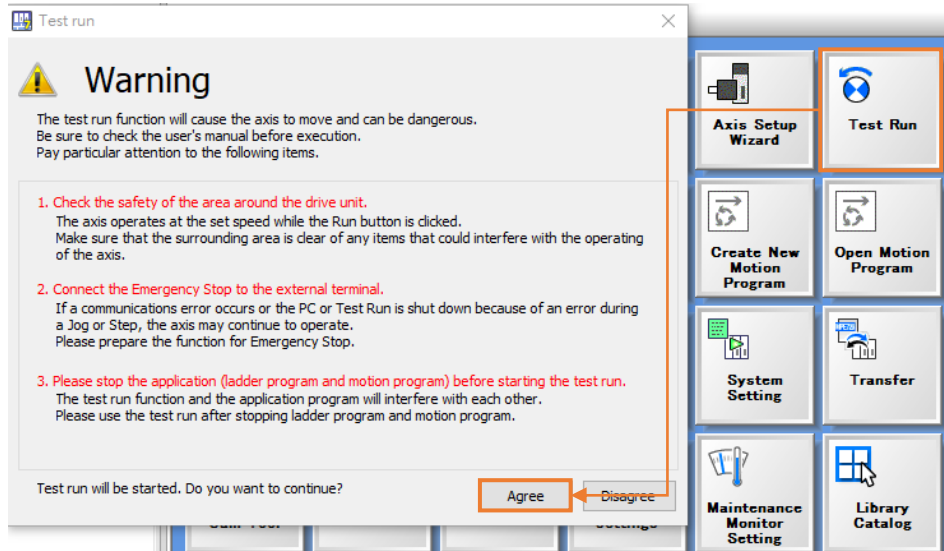 Test run
Warning
The test run function will cause the axis to move and can be dangerous.
Be sure to check the user's manual before execution.
Pay particular attention to the following items.
1. Check the safety of the area around the drive unit.
The axis operates at the set speed while the Run button is clicked.
Make sure that the surrounding area is clear of any items that could interfere with the operating
of the axis.
2. Connect the Emergency Stop to the external terminal.
If a communications error occurs or the PC or Test Run is shut down because of an error during
a Jog or Step, the axis may continue to operate.
Please prepare the function for Emergency Stop.
3. Please stop the application (ladder program and motion program) before starting the test run.
The test run function and the application program will interfere with each other.
Please use the test run after stopping ladder program and motion program.
Test run will be started. Do you want to continue?
Agree
Disagree
Axis Setup
Wizard
Test Run
Create New
Motion
Program
Open Motion
Program
System
Setting
Transfer
Maintenance
Monitor
Setting
Library
Catalog